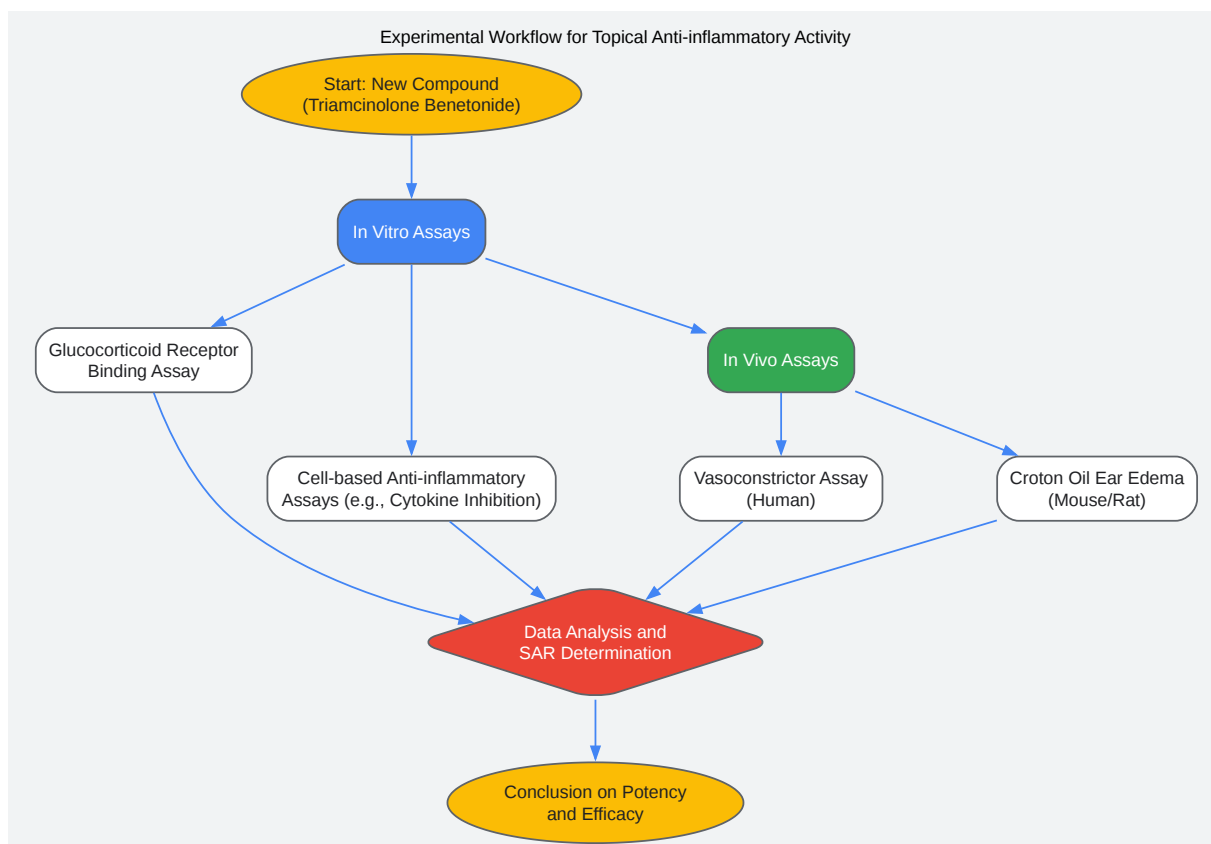 Experimental Workflow for Topical Anti-inflammatory Activity
Start: New Compound
(Triamcinolone Benetonide)
In Vitro Assays
Glucocorticoid Receptor
Binding Assay
In Vivo Assays
Cell-based Anti-inflammatory
Assays (e.g., Cytokine Inhibition)
Vasoconstrictor Assay
(Human)
Croton Oil Ear Edema
(Mouse/Rat)
Data Analysis and
SAR Determination
Conclusion on Potency
and Efficacy